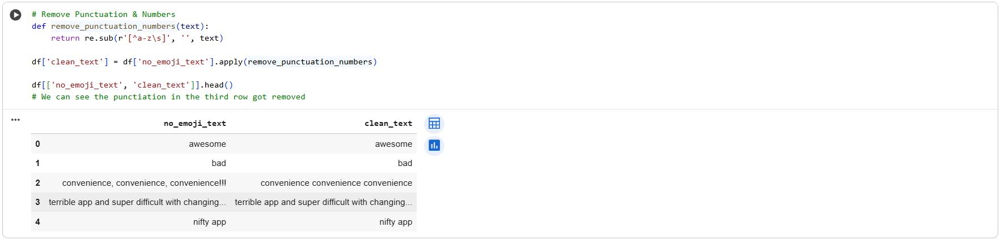 # Remove Punctuation & Numbers
def remove_punctuation_numbers(text):
    return re.sub(r'[^a-z\s]', '', text)
df['clean_text'] = df['no_emoji_text'].apply(remove_punctuation_numbers)
df[['no_emoji_text', 'clean_text']].head()
# We can see the punctiation in the third row got removed
no_emoji_text clean_text
0 awesome awesome
1 bad bad
2 convenience, convenience, convenience!!! convenience convenience convenience
3 terrible app and super difficult with changing... terrible app and super difficult with changing...
4 nifty app nifty app